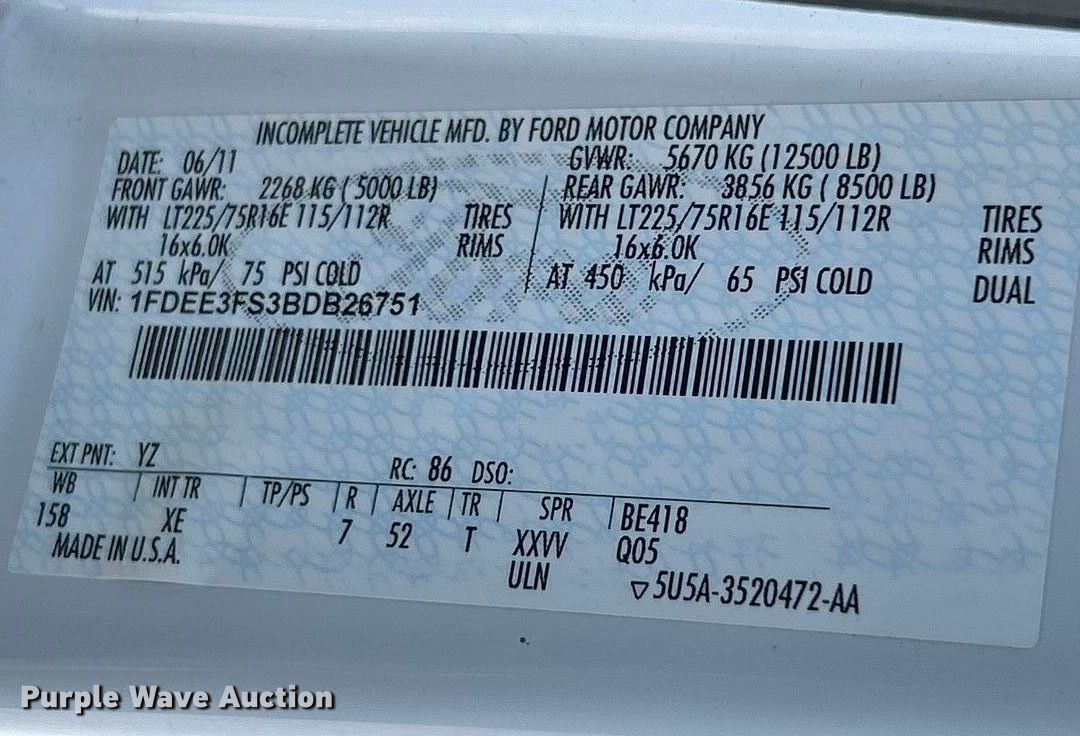 INCOMPLETE VEHICLE MFD. BY FORD MOTOR COMPANY
DATE: 06/11 GVWR: 5670 KG (12500 LB)
FRONT GAWR: 2268 KG ( 5000 LB) REAR GAWR: 3856 KG ( 8500 LB)
WITH LT225/75R16E 115/112R TIRES WITH LT225/75R16E 115/112R TIRES
16x6.0K RIMS 16x6.0K RIMS
AT 515 kPa/ 75 PSI COLD AT 450 kPa/ 65 PSI COLD DUAL
VIN: 1FDEE3FS3BDB26751
EXT PNT: YZ RC: 86 DSO:
WB INT TR TP/PS R AXLE TR SPR BE418
158 XE 7 52 T XXVV Q05
MADE IN U.S.A. ULN ▽5U5A-3520472-AA
Purple Wave Auction